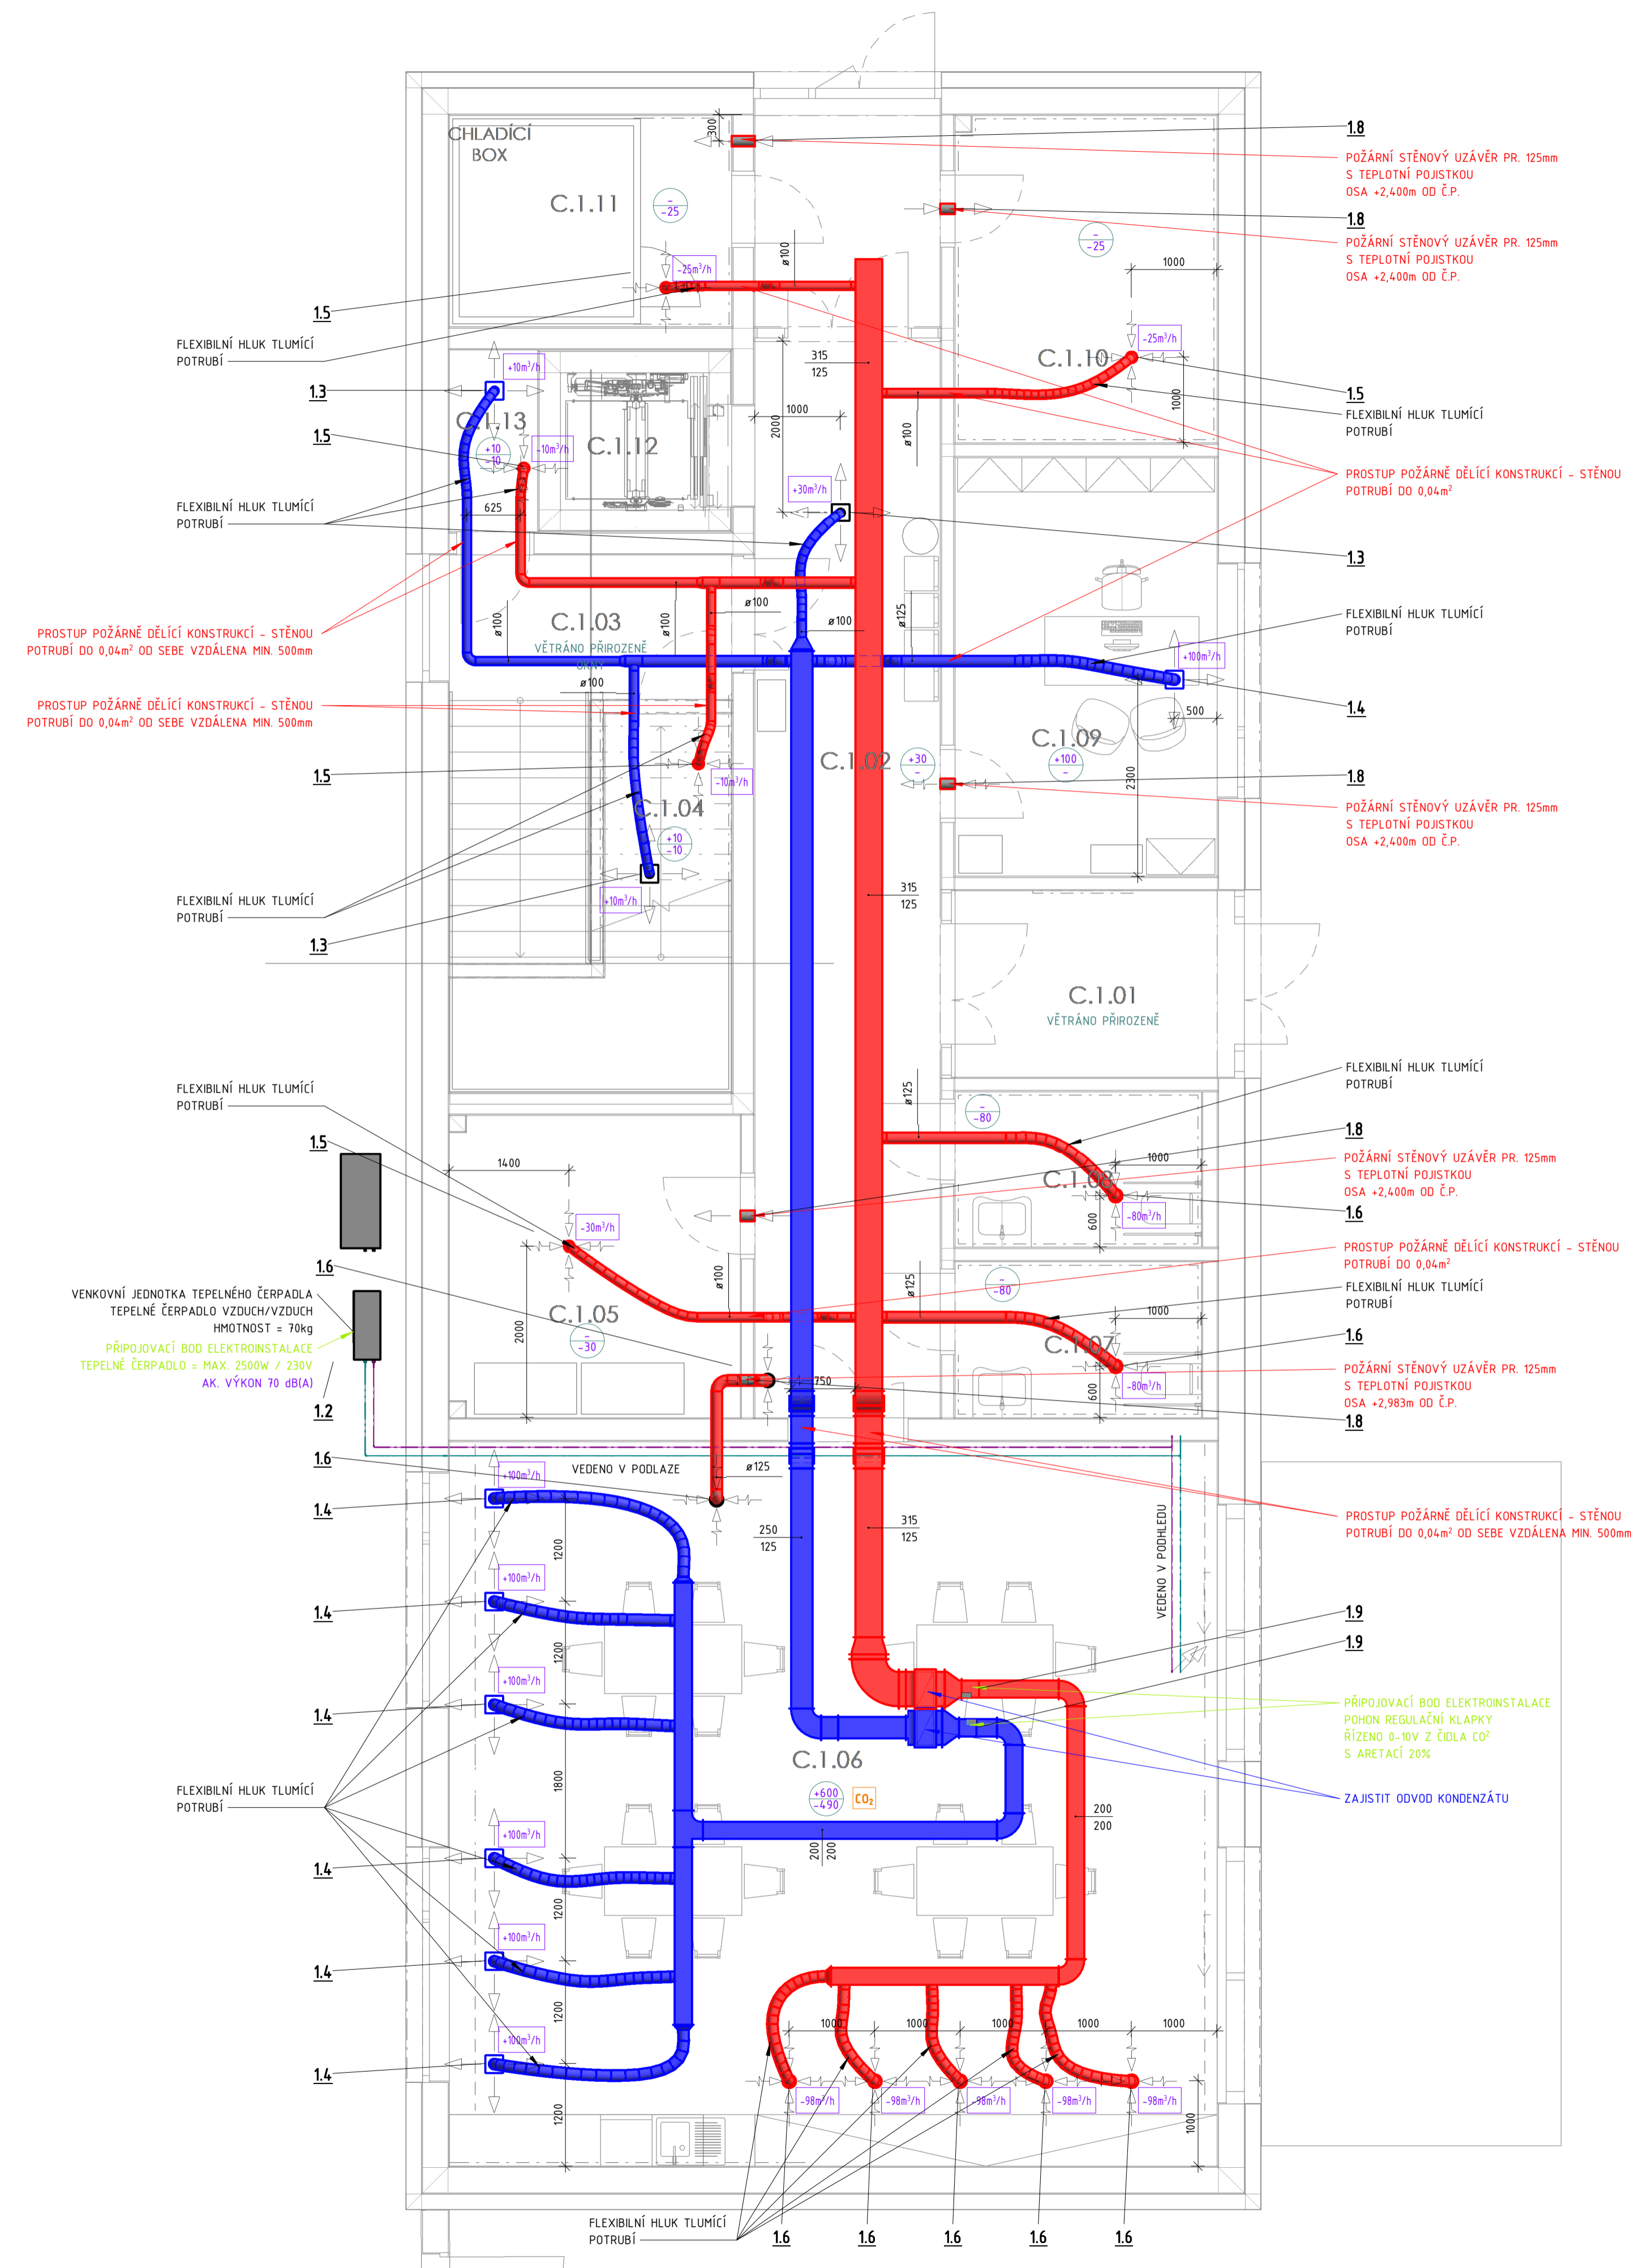 CHLADÍCÍ
BOX
C.1.11
–
-25
300
1.8
POŽÁRNÍ STĚNOVÝ UZÁVĚR PR. 125mm
S TEPLOTNÍ POJISTKOU
OSA +2,400m OD Č.P.
1.8
POŽÁRNÍ STĚNOVÝ UZÁVĚR PR. 125mm
S TEPLOTNÍ POJISTKOU
OSA +2,400m OD Č.P.
–
-25
1000
-25m³/h
ø100
1.5
FLEXIBILNÍ HLUK TLUMÍCÍ
POTRUBÍ
-25m³/h
C.1.10
315
125
1000
1.5
FLEXIBILNÍ HLUK TLUMÍCÍ
POTRUBÍ
+10m³/h
1.3
C.1.13
1.5
+10
-10
-10m³/h
C.1.12
1000
2000
ø100
PROSTUP POŽÁRNĚ DĚLÍCÍ KONSTRUKCÍ - STĚNOU
POTRUBÍ DO 0,04m²
+30m³/h
FLEXIBILNÍ HLUK TLUMÍCÍ
POTRUBÍ
625
1.3
C.1.03
VĚTRÁNO PŘIROZENĚ
OKNY
ø100
ø100
ø100
ø100
ø125
FLEXIBILNÍ HLUK TLUMÍCÍ
POTRUBÍ
PROSTUP POŽÁRNĚ DĚLÍCÍ KONSTRUKCÍ - STĚNOU
POTRUBÍ DO 0,04m² OD SEBE VZDÁLENA MIN. 500mm
+100m³/h
ø100
PROSTUP POŽÁRNĚ DĚLÍCÍ KONSTRUKCÍ - STĚNOU
POTRUBÍ DO 0,04m² OD SEBE VZDÁLENA MIN. 500mm
1.4
500
C.1.09
+100
–
C.1.02
+30
–
2300
1.5
-10m³/h
1.8
POŽÁRNÍ STĚNOVÝ UZÁVĚR PR. 125mm
S TEPLOTNÍ POJISTKOU
OSA +2,400m OD Č.P.
C.1.04
+10
-10
+10m³/h
FLEXIBILNÍ HLUK TLUMÍCÍ
POTRUBÍ
1.3
315
125
C.1.01
VĚTRÁNO PŘIROZENĚ
FLEXIBILNÍ HLUK TLUMÍCÍ
POTRUBÍ
FLEXIBILNÍ HLUK TLUMÍCÍ
POTRUBÍ
ø125
–
-80
1.5
1400
1000
1.8
POŽÁRNÍ STĚNOVÝ UZÁVĚR PR. 125mm
S TEPLOTNÍ POJISTKOU
OSA +2,400m OD Č.P.
C.1.08
-80m³/h
600
1.6
-30m³/h
PROSTUP POŽÁRNĚ DĚLÍCÍ KONSTRUKCÍ - STĚNOU
POTRUBÍ DO 0,04m²
1.6
ø100
ø125
–
-80
FLEXIBILNÍ HLUK TLUMÍCÍ
POTRUBÍ
VENKOVNÍ JEDNOTKA TEPELNÉHO ČERPADLA
TEPELNÉ ČERPADLO VZDUCH/VZDUCH
HMOTNOST = 70kg
PŘIPOJOVACÍ BOD ELEKTROINSTALACE
TEPELNÉ ČERPADLO = MAX. 2500W / 230V
AK. VÝKON 70 dB(A)
1.2
C.1.05
–
-30
2000
1000
C.1.07
-80m³/h
600
1.6
750
POŽÁRNÍ STĚNOVÝ UZÁVĚR PR. 125mm
S TEPLOTNÍ POJISTKOU
OSA +2,983m OD Č.P.
1.8
1.6
VEDENO V PODLAZE
ø125
+100m³/h
1.4
1200
250
125
315
125
VEDENO V PODHLEDU
PROSTUP POŽÁRNĚ DĚLÍCÍ KONSTRUKCÍ - STĚNOU
POTRUBÍ DO 0,04m² OD SEBE VZDÁLENA MIN. 500mm
+100m³/h
1.4
1200
1.9
1.9
+100m³/h
1.4
PŘIPOJOVACÍ BOD ELEKTROINSTALACE
POHON REGULAČNÍ KLAPKY
ŘÍZENO 0-10V Z ČIDLA CO²
S ARETACÍ 20%
C.1.06
+600
-490
CO₂
ZAJISTIT ODVOD KONDENZÁTU
FLEXIBILNÍ HLUK TLUMÍCÍ
POTRUBÍ
1800
200
200
200
200
+100m³/h
1.4
1200
+100m³/h
1.4
1200
+100m³/h
1.4
1200
1000
1000
1000
1000
1000
-98m³/h
-98m³/h
-98m³/h
-98m³/h
-98m³/h
1000
FLEXIBILNÍ HLUK TLUMÍCÍ
POTRUBÍ
1.6
1.6
1.6
1.6
1.6